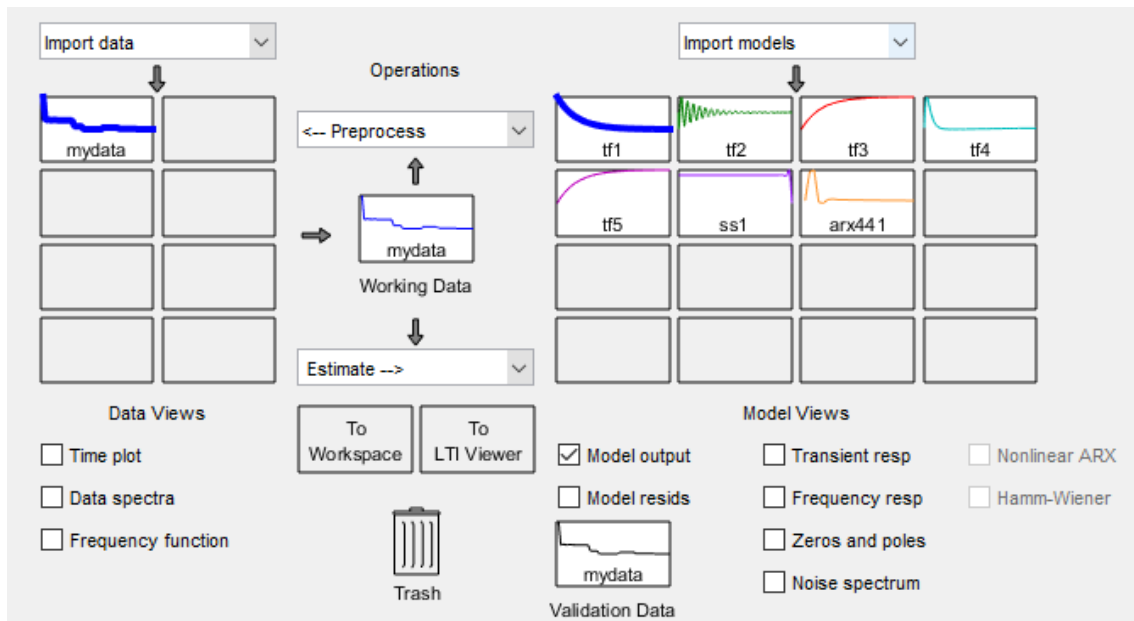 Import data
Import models
Operations
<-- Preprocess
mydata
tf1
tf2
tf3
tf4
tf5
ss1
arx441
mydata
Working Data
Estimate -->
Data Views
Model Views
To
Workspace
To
LTI Viewer
Time plot
Model output
Transient resp
Nonlinear ARX
Data spectra
Model resids
Frequency resp
Hamm-Wiener
Frequency function
Zeros and poles
mydata
Noise spectrum
Trash
Validation Data